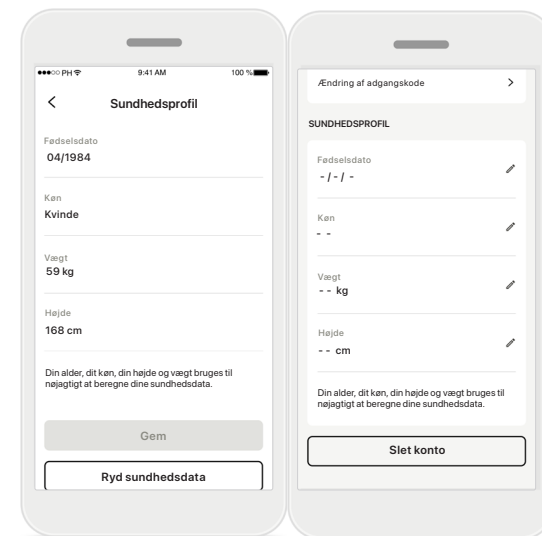 ●●●○○ PH 9:41 AM 100 %
Sundhedsprofil
Fødselsdato
04/1984
Køn
Kvinde
Vægt
59 kg
Højde
168 cm
Din alder, dit køn, din højde og vægt bruges til
nøjagtigt at beregne dine sundhedsdata.
Gem
Ryd sundhedsdata
Ændring af adgangskode
SUNDHEDSPROFIL
Fødselsdato
- / - / -
Køn
- -
Vægt
- - kg
Højde
- - cm
Din alder, dit køn, din højde og vægt bruges til
nøjagtigt at beregne dine sundhedsdata.
Slet konto